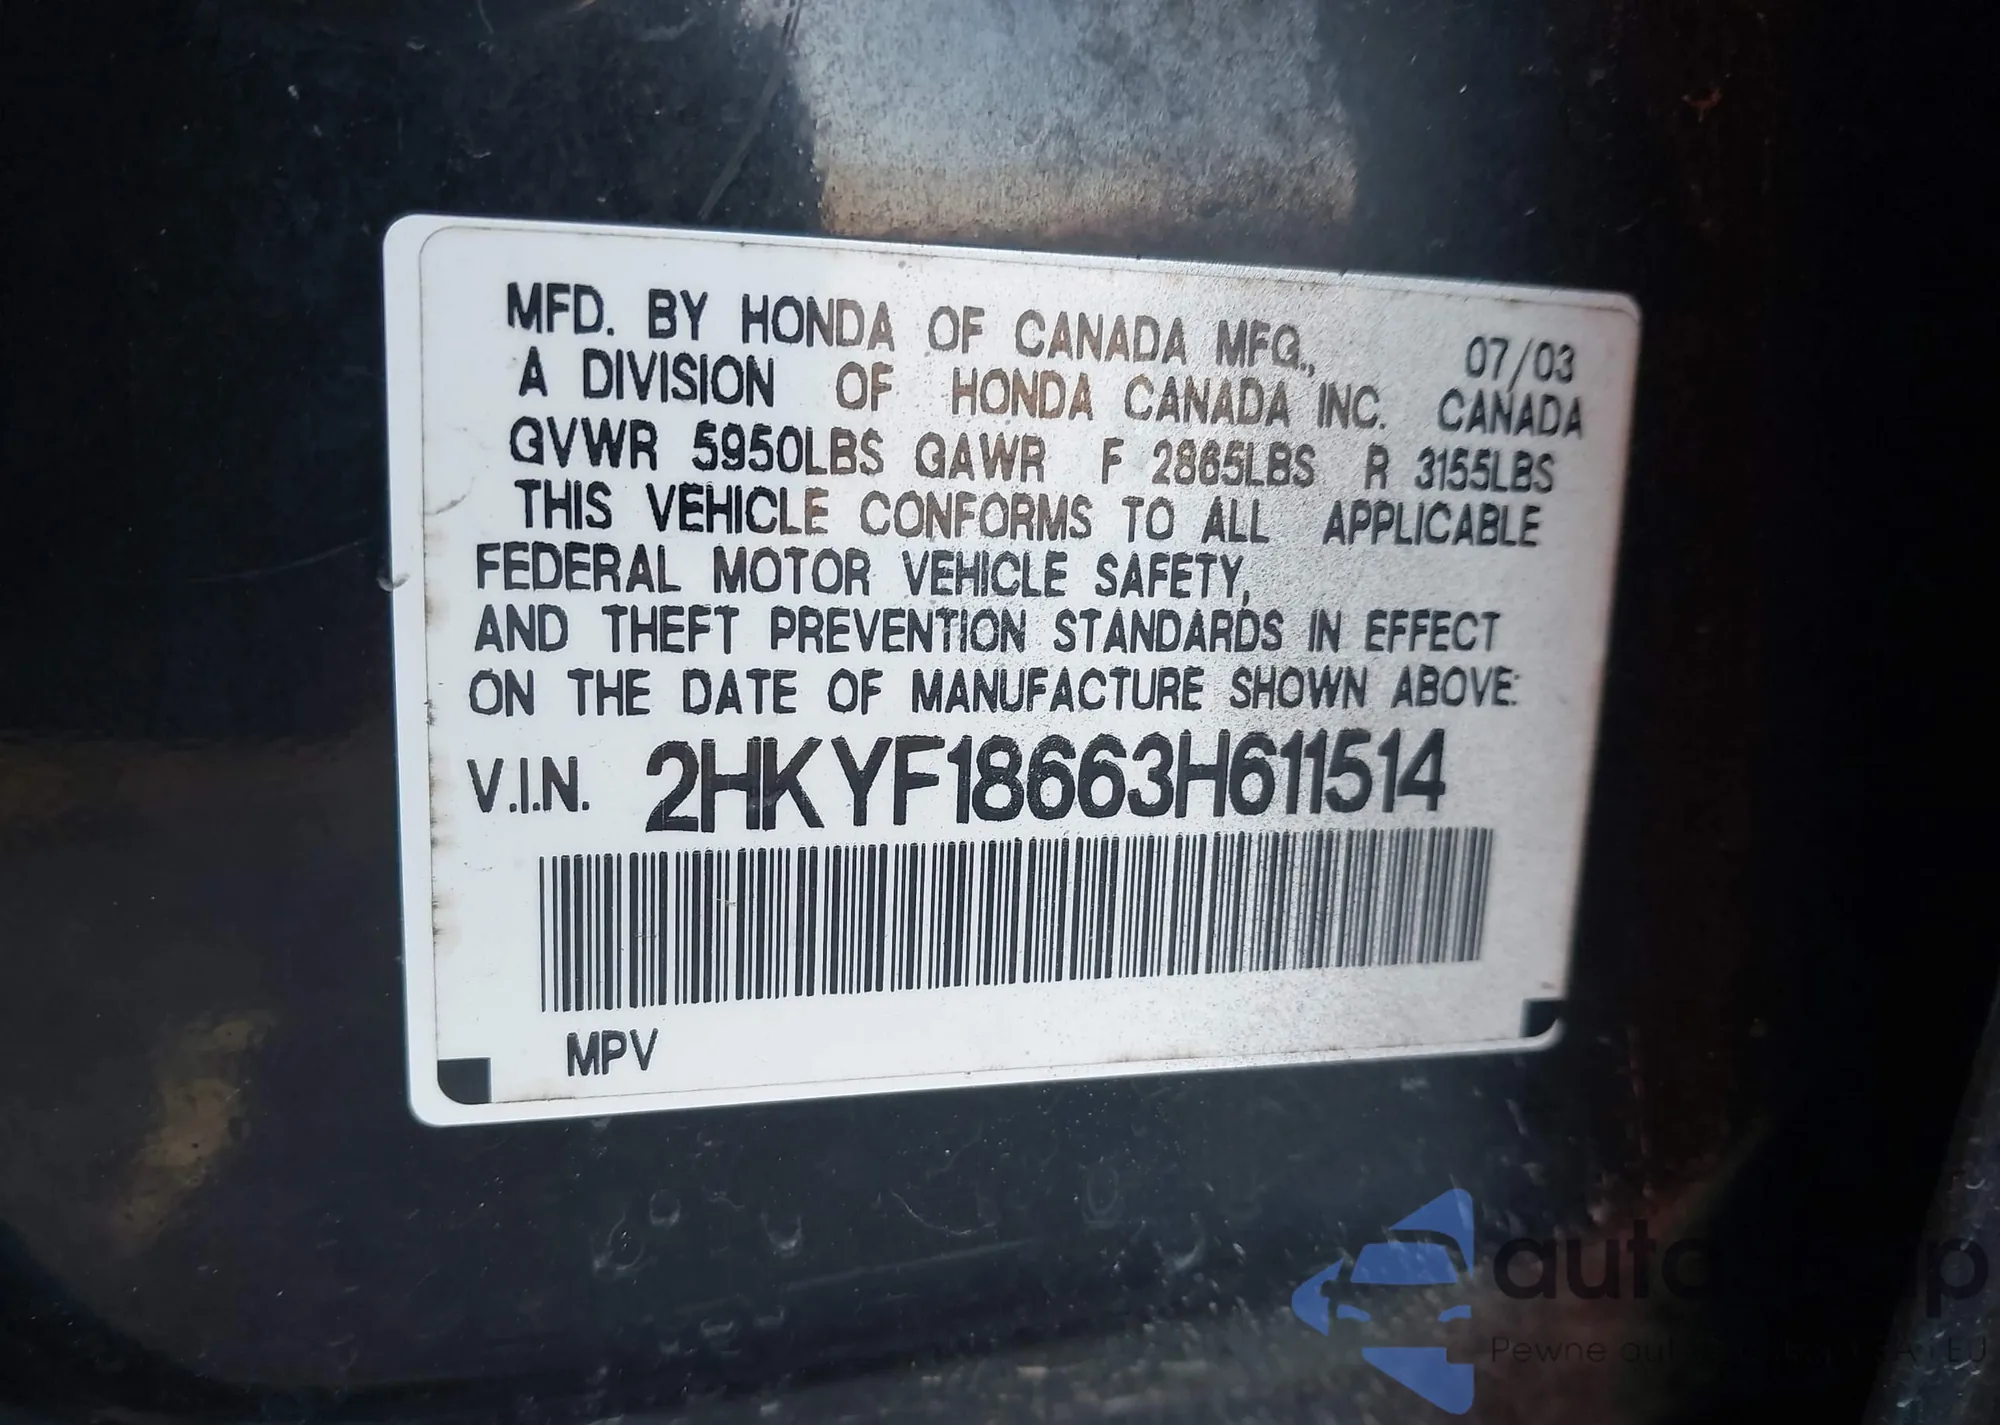 MFD. BY HONDA OF CANADA MFG., 07/03
A DIVISION OF HONDA CANADA INC. CANADA
GVWR 5950LBS GAWR F 2865LBS R 3155LBS
THIS VEHICLE CONFORMS TO ALL APPLICABLE
FEDERAL MOTOR VEHICLE SAFETY,
AND THEFT PREVENTION STANDARDS IN EFFECT
ON THE DATE OF MANUFACTURE SHOWN ABOVE:
V.I.N. 2HKYF18663H611514
MPV
Pewne